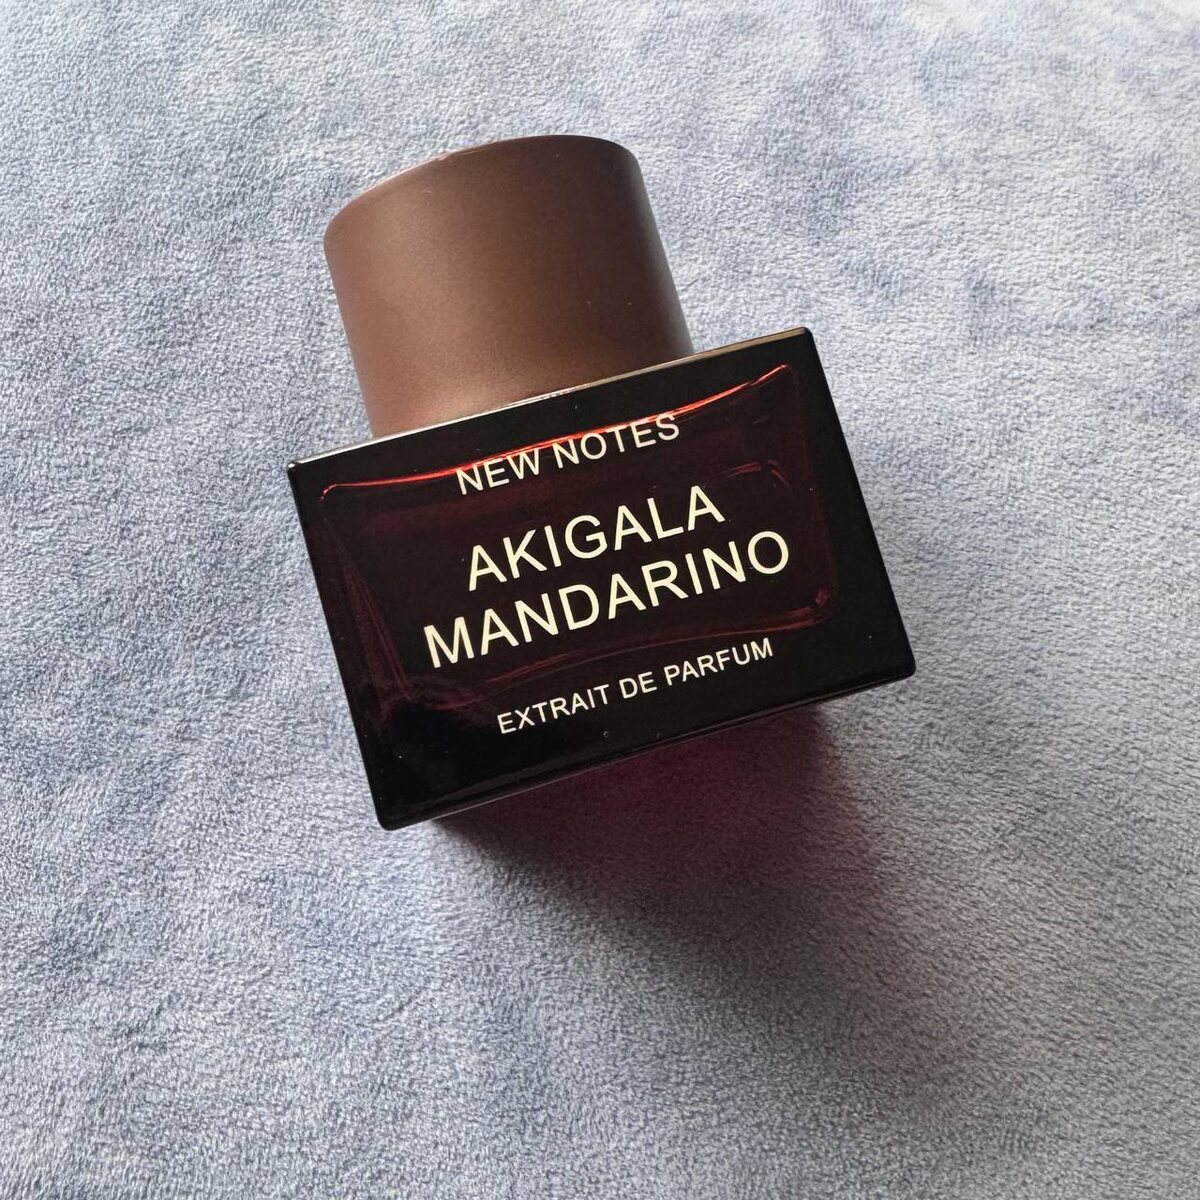 NEW NOTES
AKIGALA
MANDARINO
EXTRAIT DE PARFUM